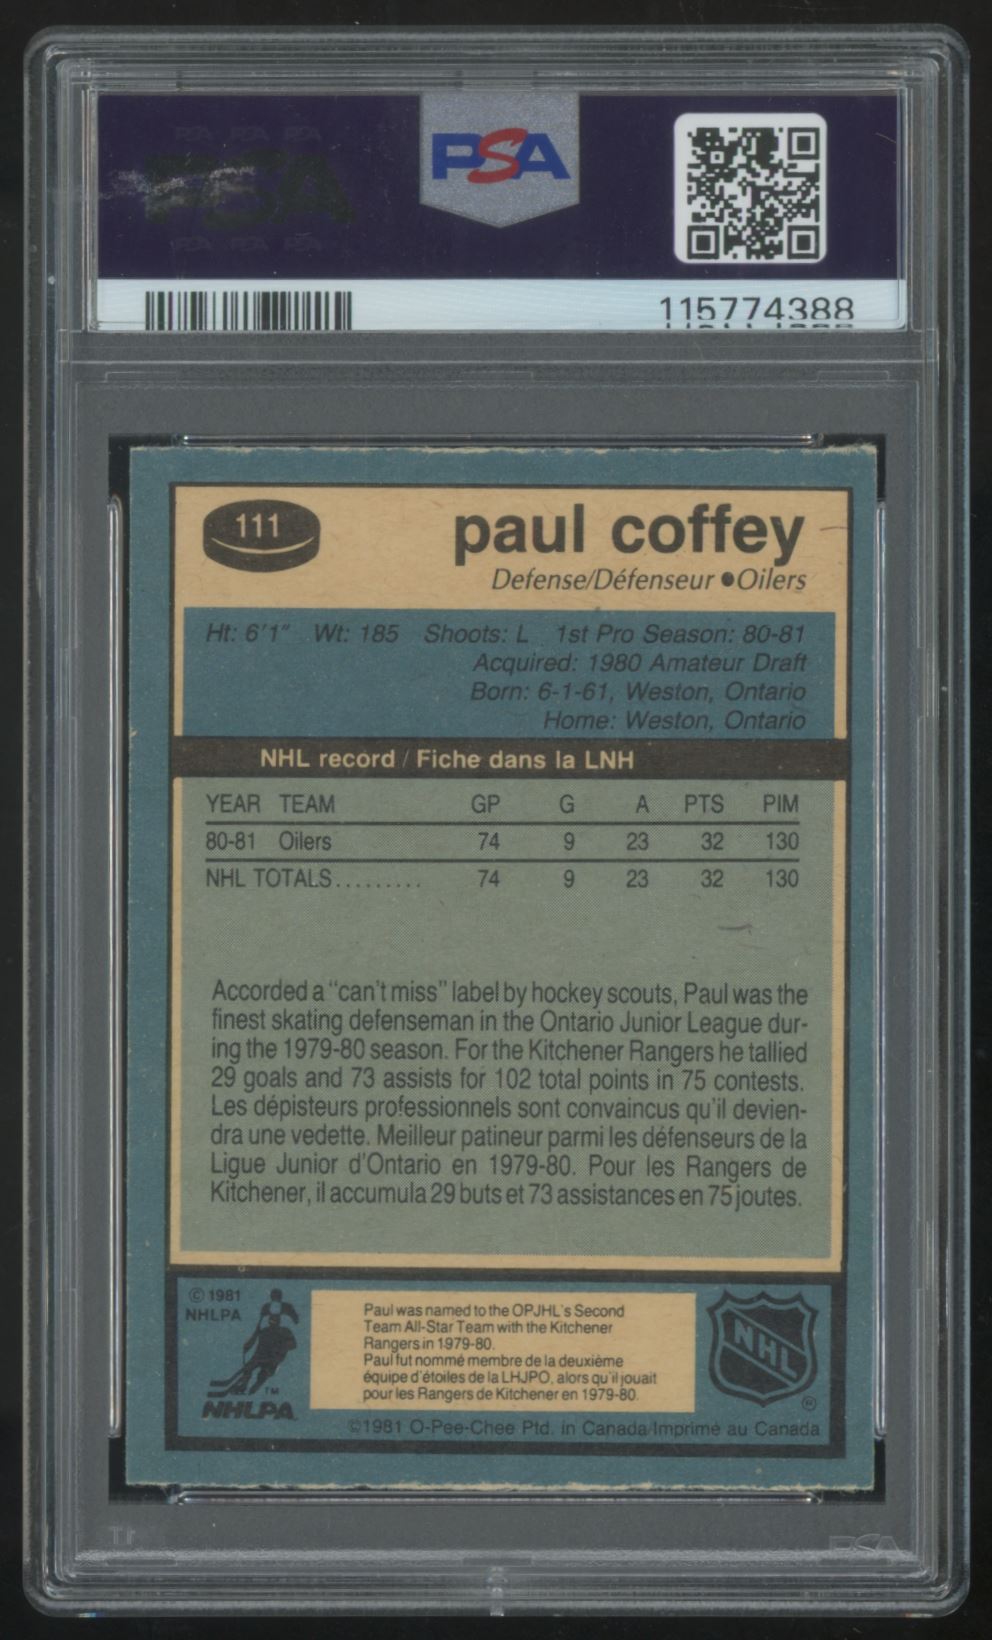 PSA PSA PSA
PSA
PSA PSA PSA
PSA
115774388
111
paul coffey
Defense/Défenseur ● Oilers
Ht: 6'1" Wt: 185 Shoots: L 1st Pro Season: 80-81
Acquired: 1980 Amateur Draft
Born: 6-1-61, Weston, Ontario
Home: Weston, Ontario
NHL record / Fiche dans la LNH
YEAR TEAM GP G A PTS PIM
80-81 Oilers 74 9 23 32 130
NHL TOTALS......... 74 9 23 32 130
Accorded a "can't miss" label by hockey scouts, Paul was the
finest skating defenseman in the Ontario Junior League dur-
ing the 1979-80 season. For the Kitchener Rangers he tallied
29 goals and 73 assists for 102 total points in 75 contests.
Les dépisteurs professionnels sont convaincus qu'il devien-
dra une vedette. Meilleur patineur parmi les défenseurs de la
Ligue Junior d'Ontario en 1979-80. Pour les Rangers de
Kitchener, il accumula 29 buts et 73 assistances en 75 joutes.
© 1981
NHLPA
TM
NHLPA
Paul was named to the OPJHL's Second
Team All-Star Team with the Kitchener
Rangers in 1979-80.
Paul fut nommé membre de la deuxième
équipe d'étoiles de la LHJPO, alors qu'il jouait
pour les Rangers de Kitchener en 1979-80.
NHL
®
©1981 O-Pee-Chee Ptd. in Canada/Imprimé au Canada
PSA